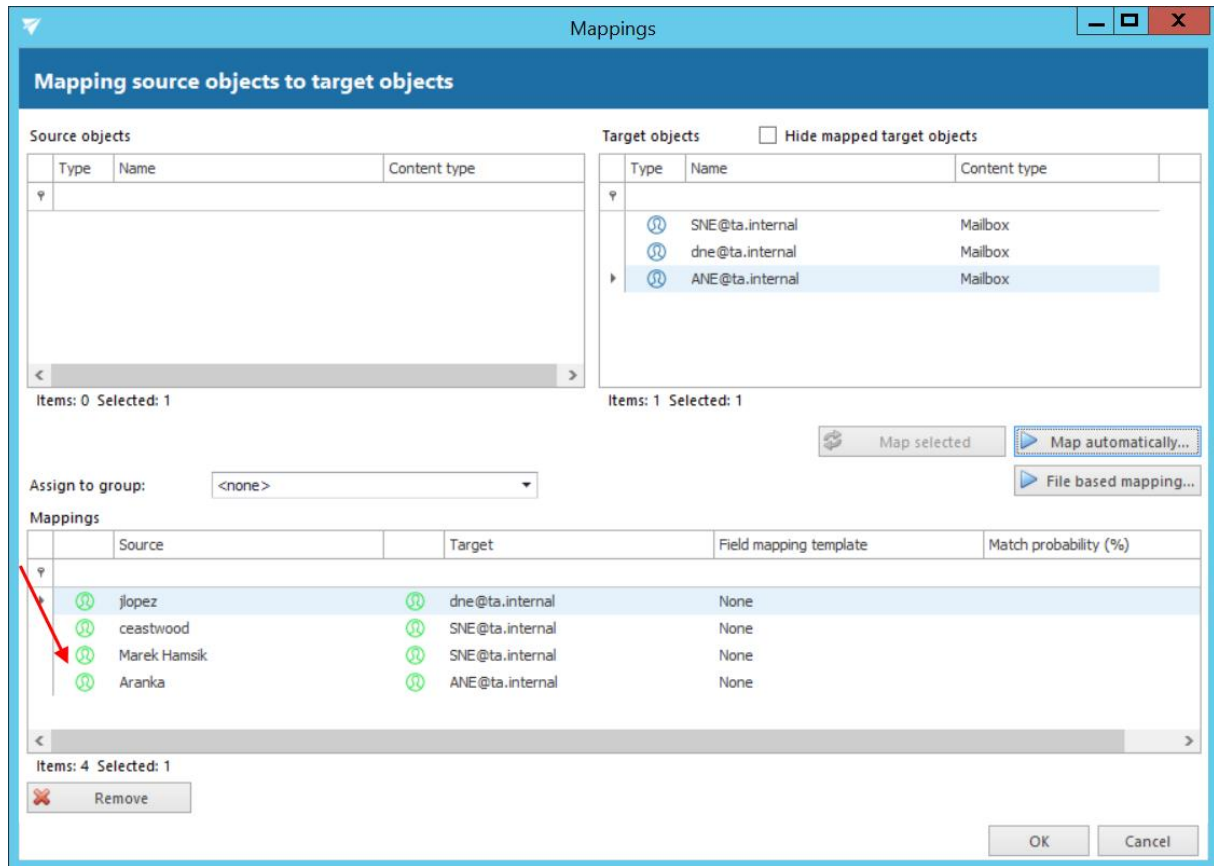 Mappings
Mapping source objects to target objects
Source objects
Type Name Content type
Items: 0 Selected: 1
Target objects Hide mapped target objects
Type Name Content type
SNE@ta.internal Mailbox
dne@ta.internal Mailbox
ANE@ta.internal Mailbox
Items: 1 Selected: 1
Map selected Map automatically...
Assign to group: <none> File based mapping...
Mappings
Source Target Field mapping template Match probability (%)
jlopez dne@ta.internal None
ceastwood SNE@ta.internal None
Marek Hamsik SNE@ta.internal None
Aranka ANE@ta.internal None
Items: 4 Selected: 1
Remove
OK Cancel